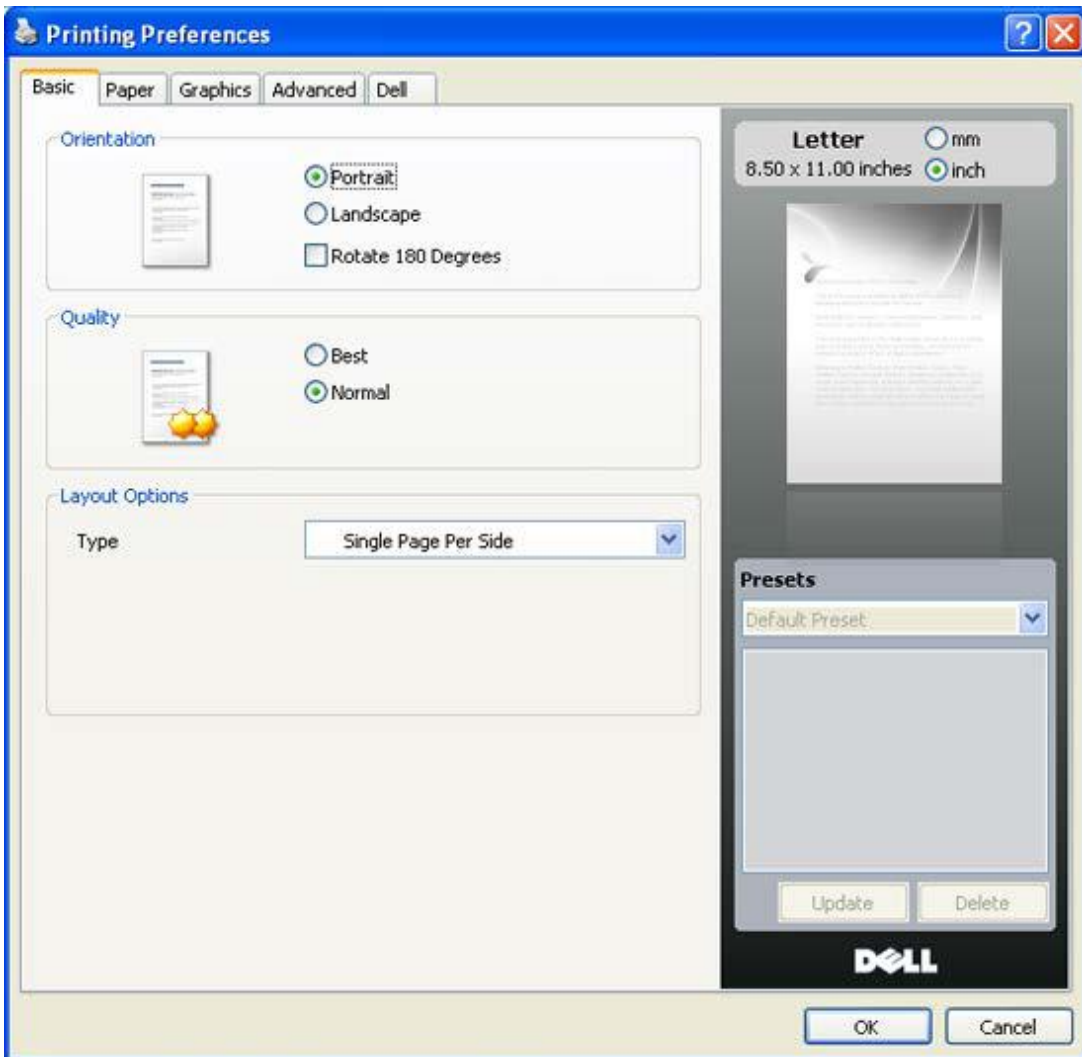 Printing Preferences
Basic Paper Graphics Advanced Dell
Orientation
Portrait
Landscape
Rotate 180 Degrees
Quality
Best
Normal
Layout Options
Type Single Page Per Side
Letter mm
8.50 x 11.00 inches inch
Presets
Default Preset
Update Delete
DELL
OK Cancel